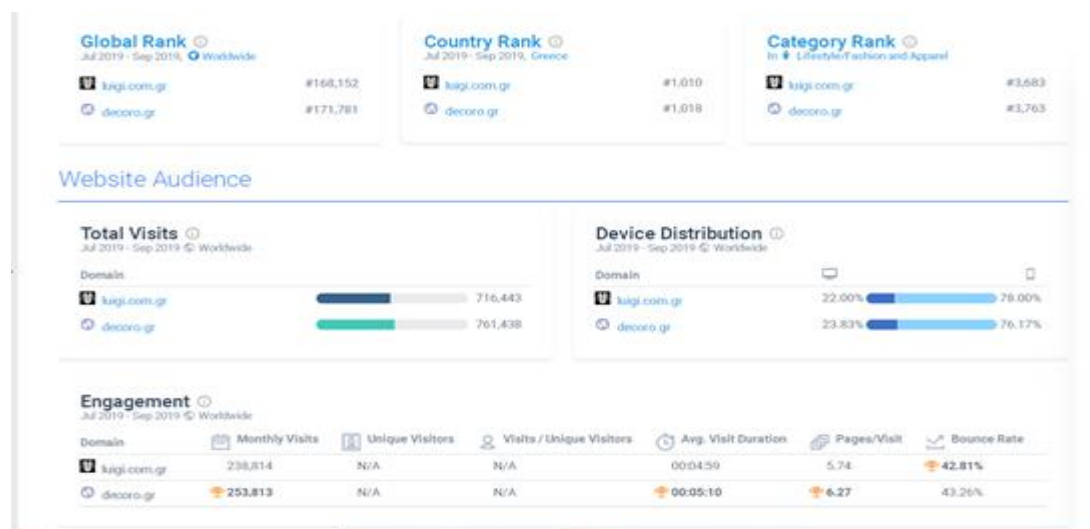 Global Rank
Jul 2019 - Sep 2019, Worldwide
luigi.com.gr #168,152
decoro.gr #171,781
Country Rank
Jul 2019 - Sep 2019, Greece
luigi.com.gr #1,010
decoro.gr #1,018
Category Rank
In Lifestyle/Fashion and Apparel
luigi.com.gr #3,683
decoro.gr #3,763
Website Audience
Total Visits
Jul 2019 - Sep 2019 Worldwide
Domain
luigi.com.gr 716,443
decoro.gr 761,438
Device Distribution
Jul 2019 - Sep 2019 Worldwide
Domain
luigi.com.gr 22.00% 78.00%
decoro.gr 23.83% 76.17%
Engagement
Jul 2019 - Sep 2019 Worldwide
Domain Monthly Visits Unique Visitors Visits / Unique Visitors Avg. Visit Duration Pages/Visit Bounce Rate
luigi.com.gr 238,814 N/A N/A 00:04:59 5.74 42.81%
decoro.gr 253,813 N/A N/A 00:05:10 6.27 43.26%